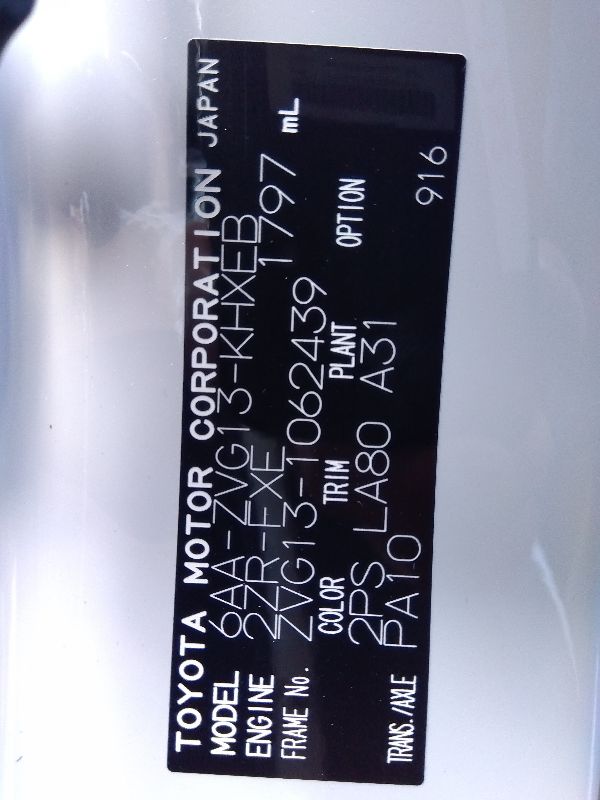 TOYOTA MOTOR CORPORATION JAPAN
MODEL 6AA-ZVG13-KHXEB
ENGINE 2ZR-FXE 1797 mL
FRAME No. ZVG13-1062439
COLOR TRIM PLANT OPTION
2PS LA80 A31
TRANS./AXLE PA10 916